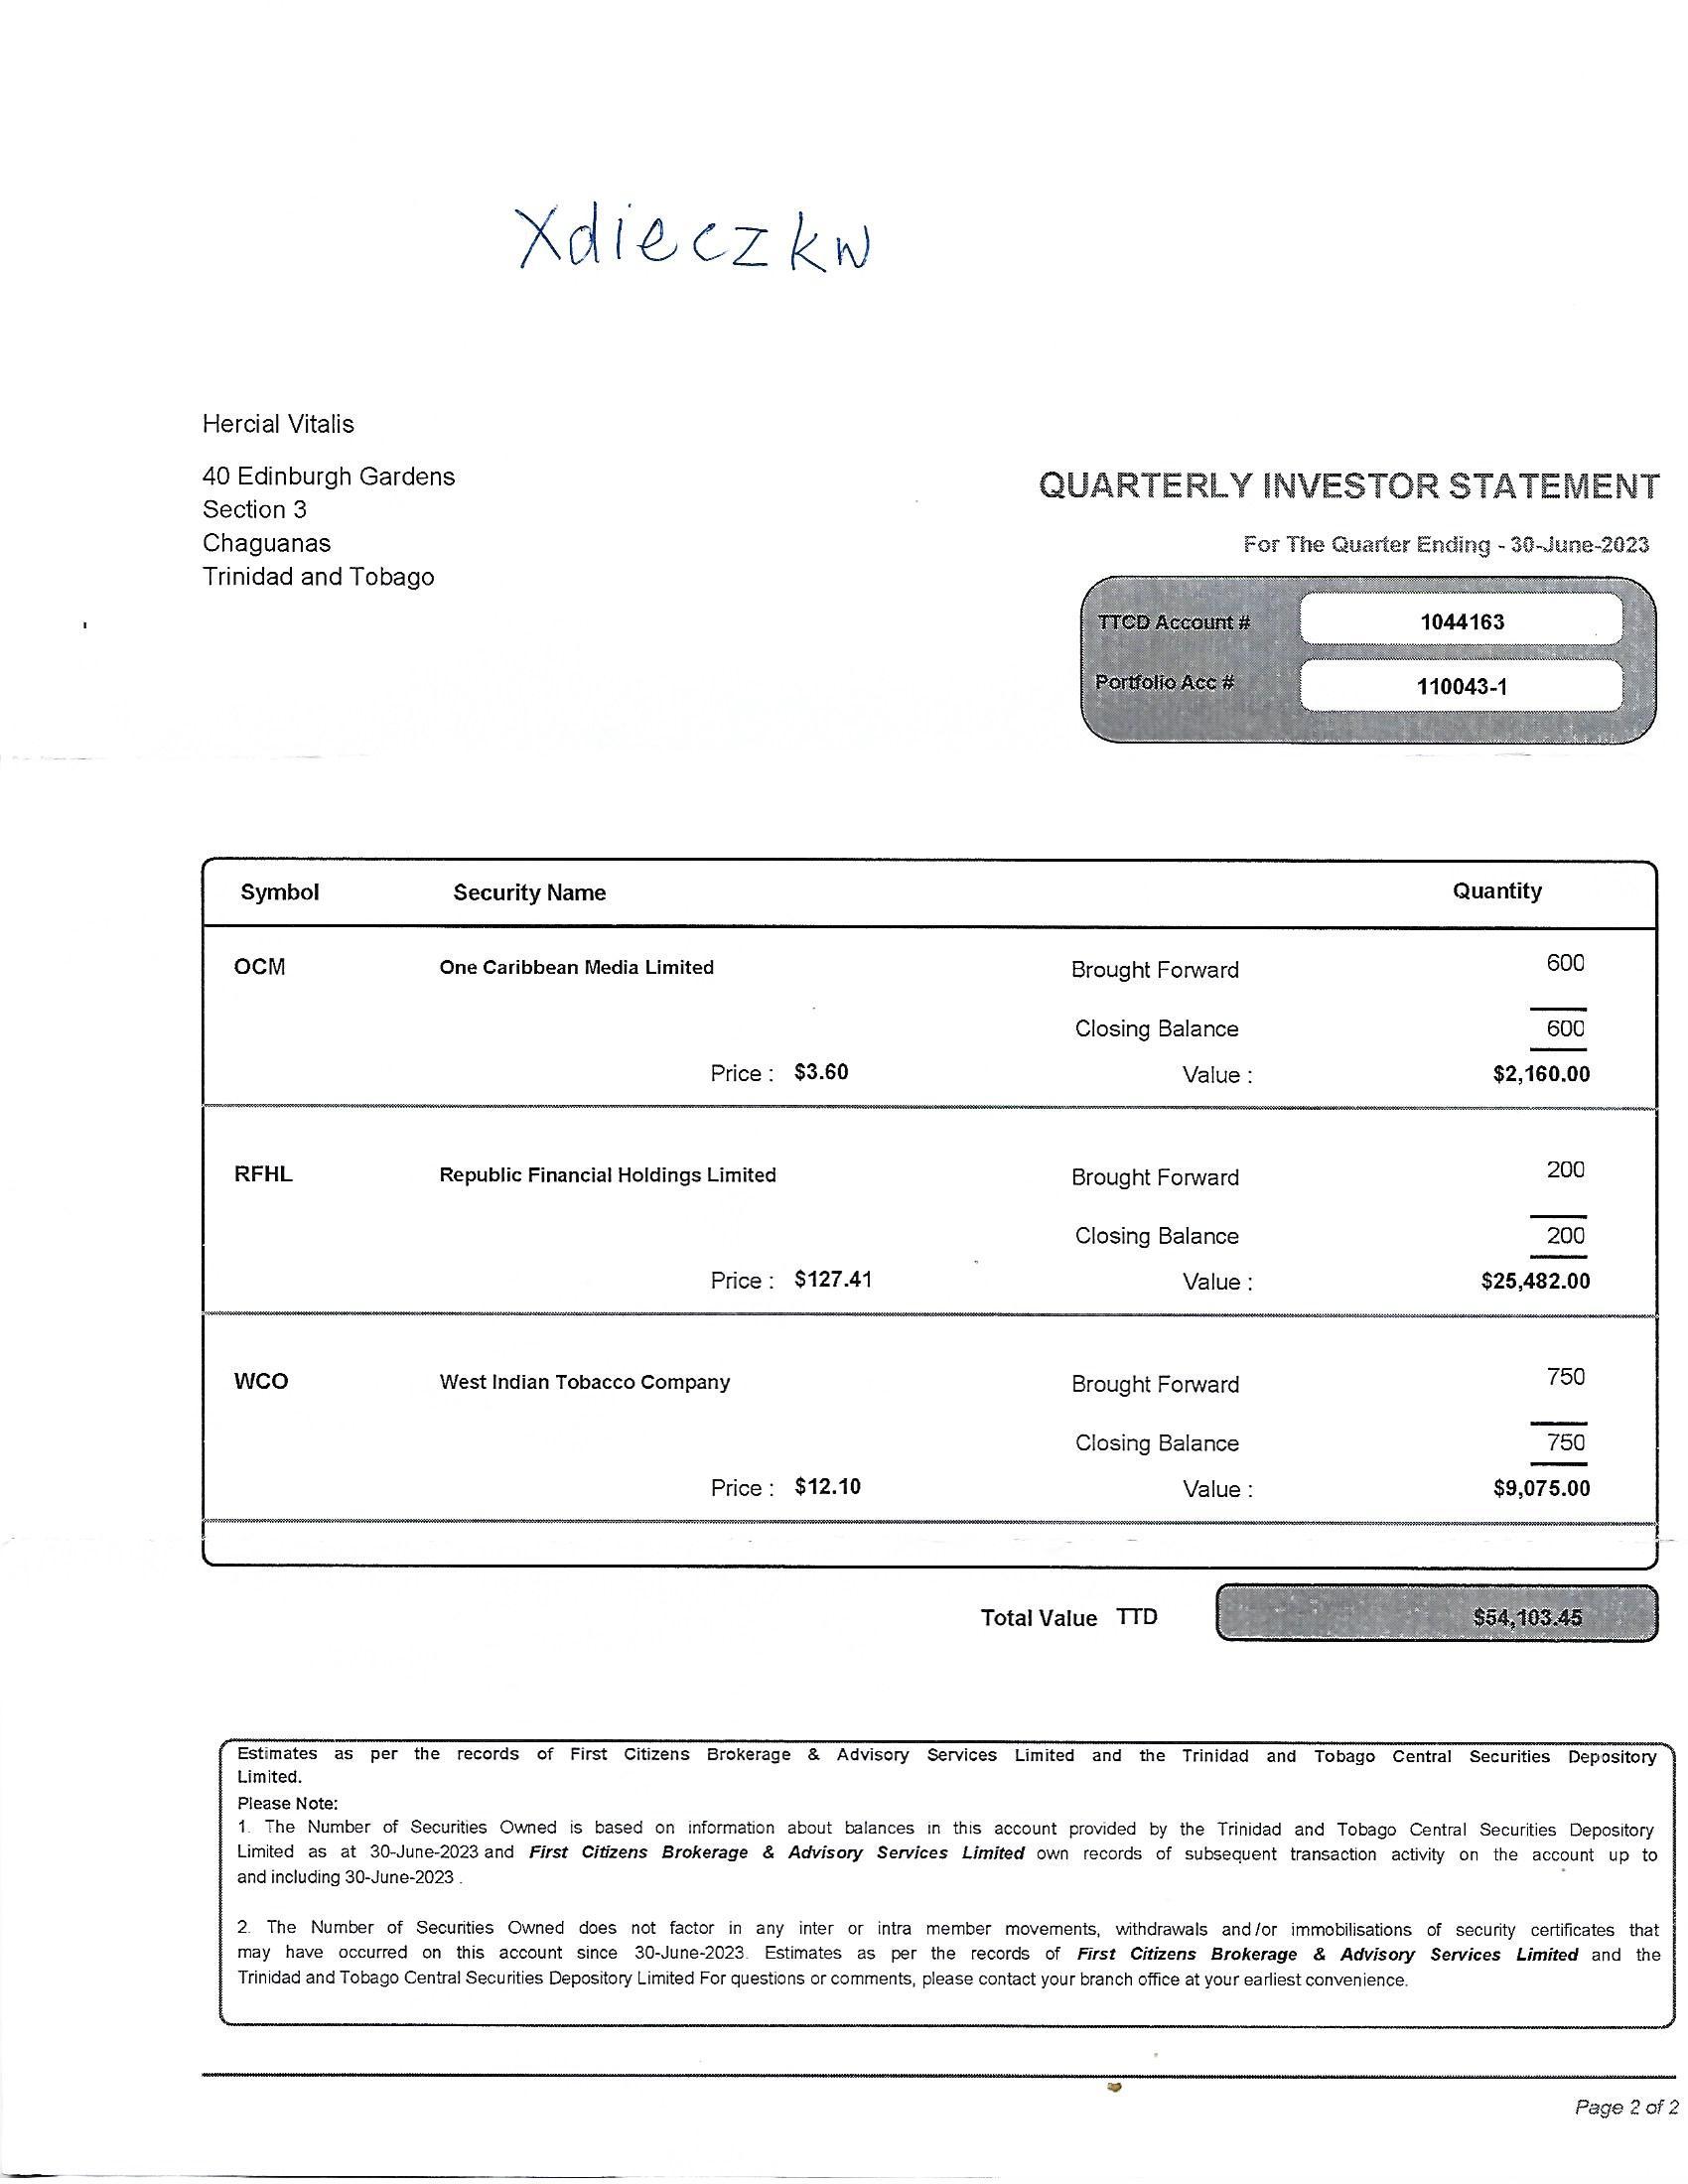 Xdieczkw
Hercial Vitalis
40 Edinburgh Gardens
Section 3
Chaguanas
Trinidad and Tobago
QUARTERLY INVESTOR STATEMENT
For The Quarter Ending - 30-June-2023
TTCD Account # 1044163
Portfolio Acc # 110043-1
Symbol Security Name Quantity
OCM One Caribbean Media Limited Brought Forward 600
Closing Balance 600
Price : $3.60 Value : $2,160.00
RFHL Republic Financial Holdings Limited Brought Forward 200
Closing Balance 200
Price : $127.41 Value : $25,482.00
WCO West Indian Tobacco Company Brought Forward 750
Closing Balance 750
Price : $12.10 Value : $9,075.00
Total Value TTD $54,103.45
Estimates as per the records of First Citizens Brokerage & Advisory Services Limited and the Trinidad and Tobago Central Securities Depository
Limited.
Please Note:
1. The Number of Securities Owned is based on information about balances in this account provided by the Trinidad and Tobago Central Securities Depository
Limited as at 30-June-2023 and First Citizens Brokerage & Advisory Services Limited own records of subsequent transaction activity on the account up to
and including 30-June-2023 .
2. The Number of Securities Owned does not factor in any inter or intra member movements, withdrawals and/or immobilisations of security certificates that
may have occurred on this account since 30-June-2023. Estimates as per the records of First Citizens Brokerage & Advisory Services Limited and the
Trinidad and Tobago Central Securities Depository Limited For questions or comments, please contact your branch office at your earliest convenience.
Page 2 of 2